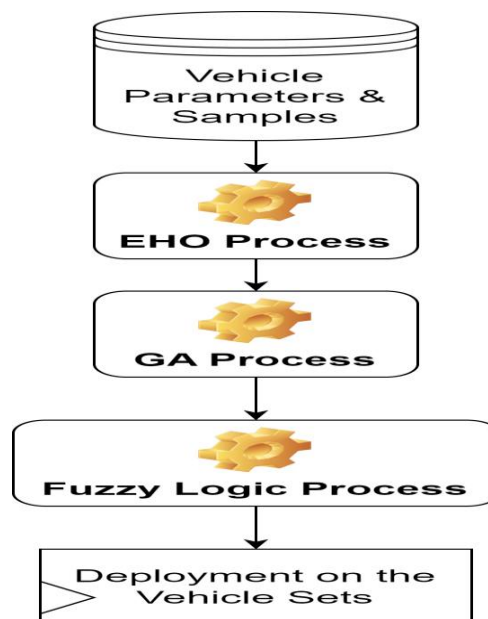 Vehicle
Parameters &
Samples
EHO Process
GA Process
Fuzzy Logic Process
Deployment on the
Vehicle Sets